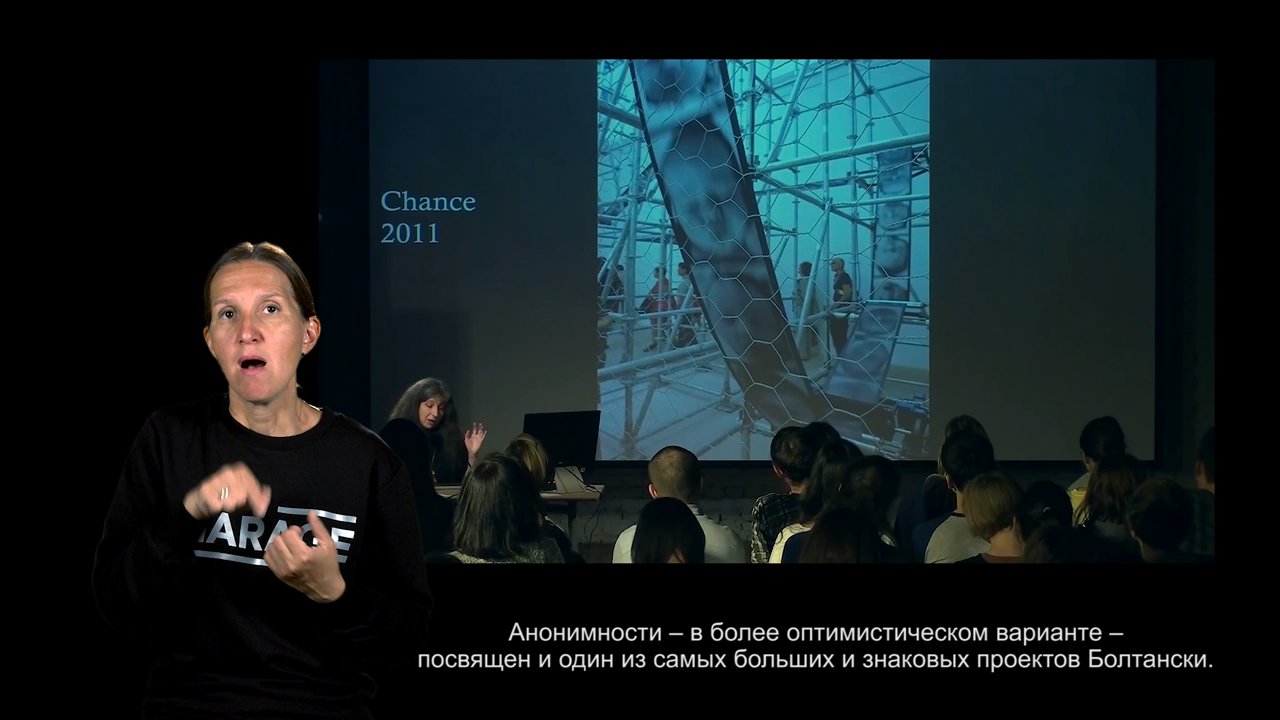 Chance
2011
Анонимности – в более оптимистическом варианте –
посвящен и один из самых больших и знаковых проектов Болтански.